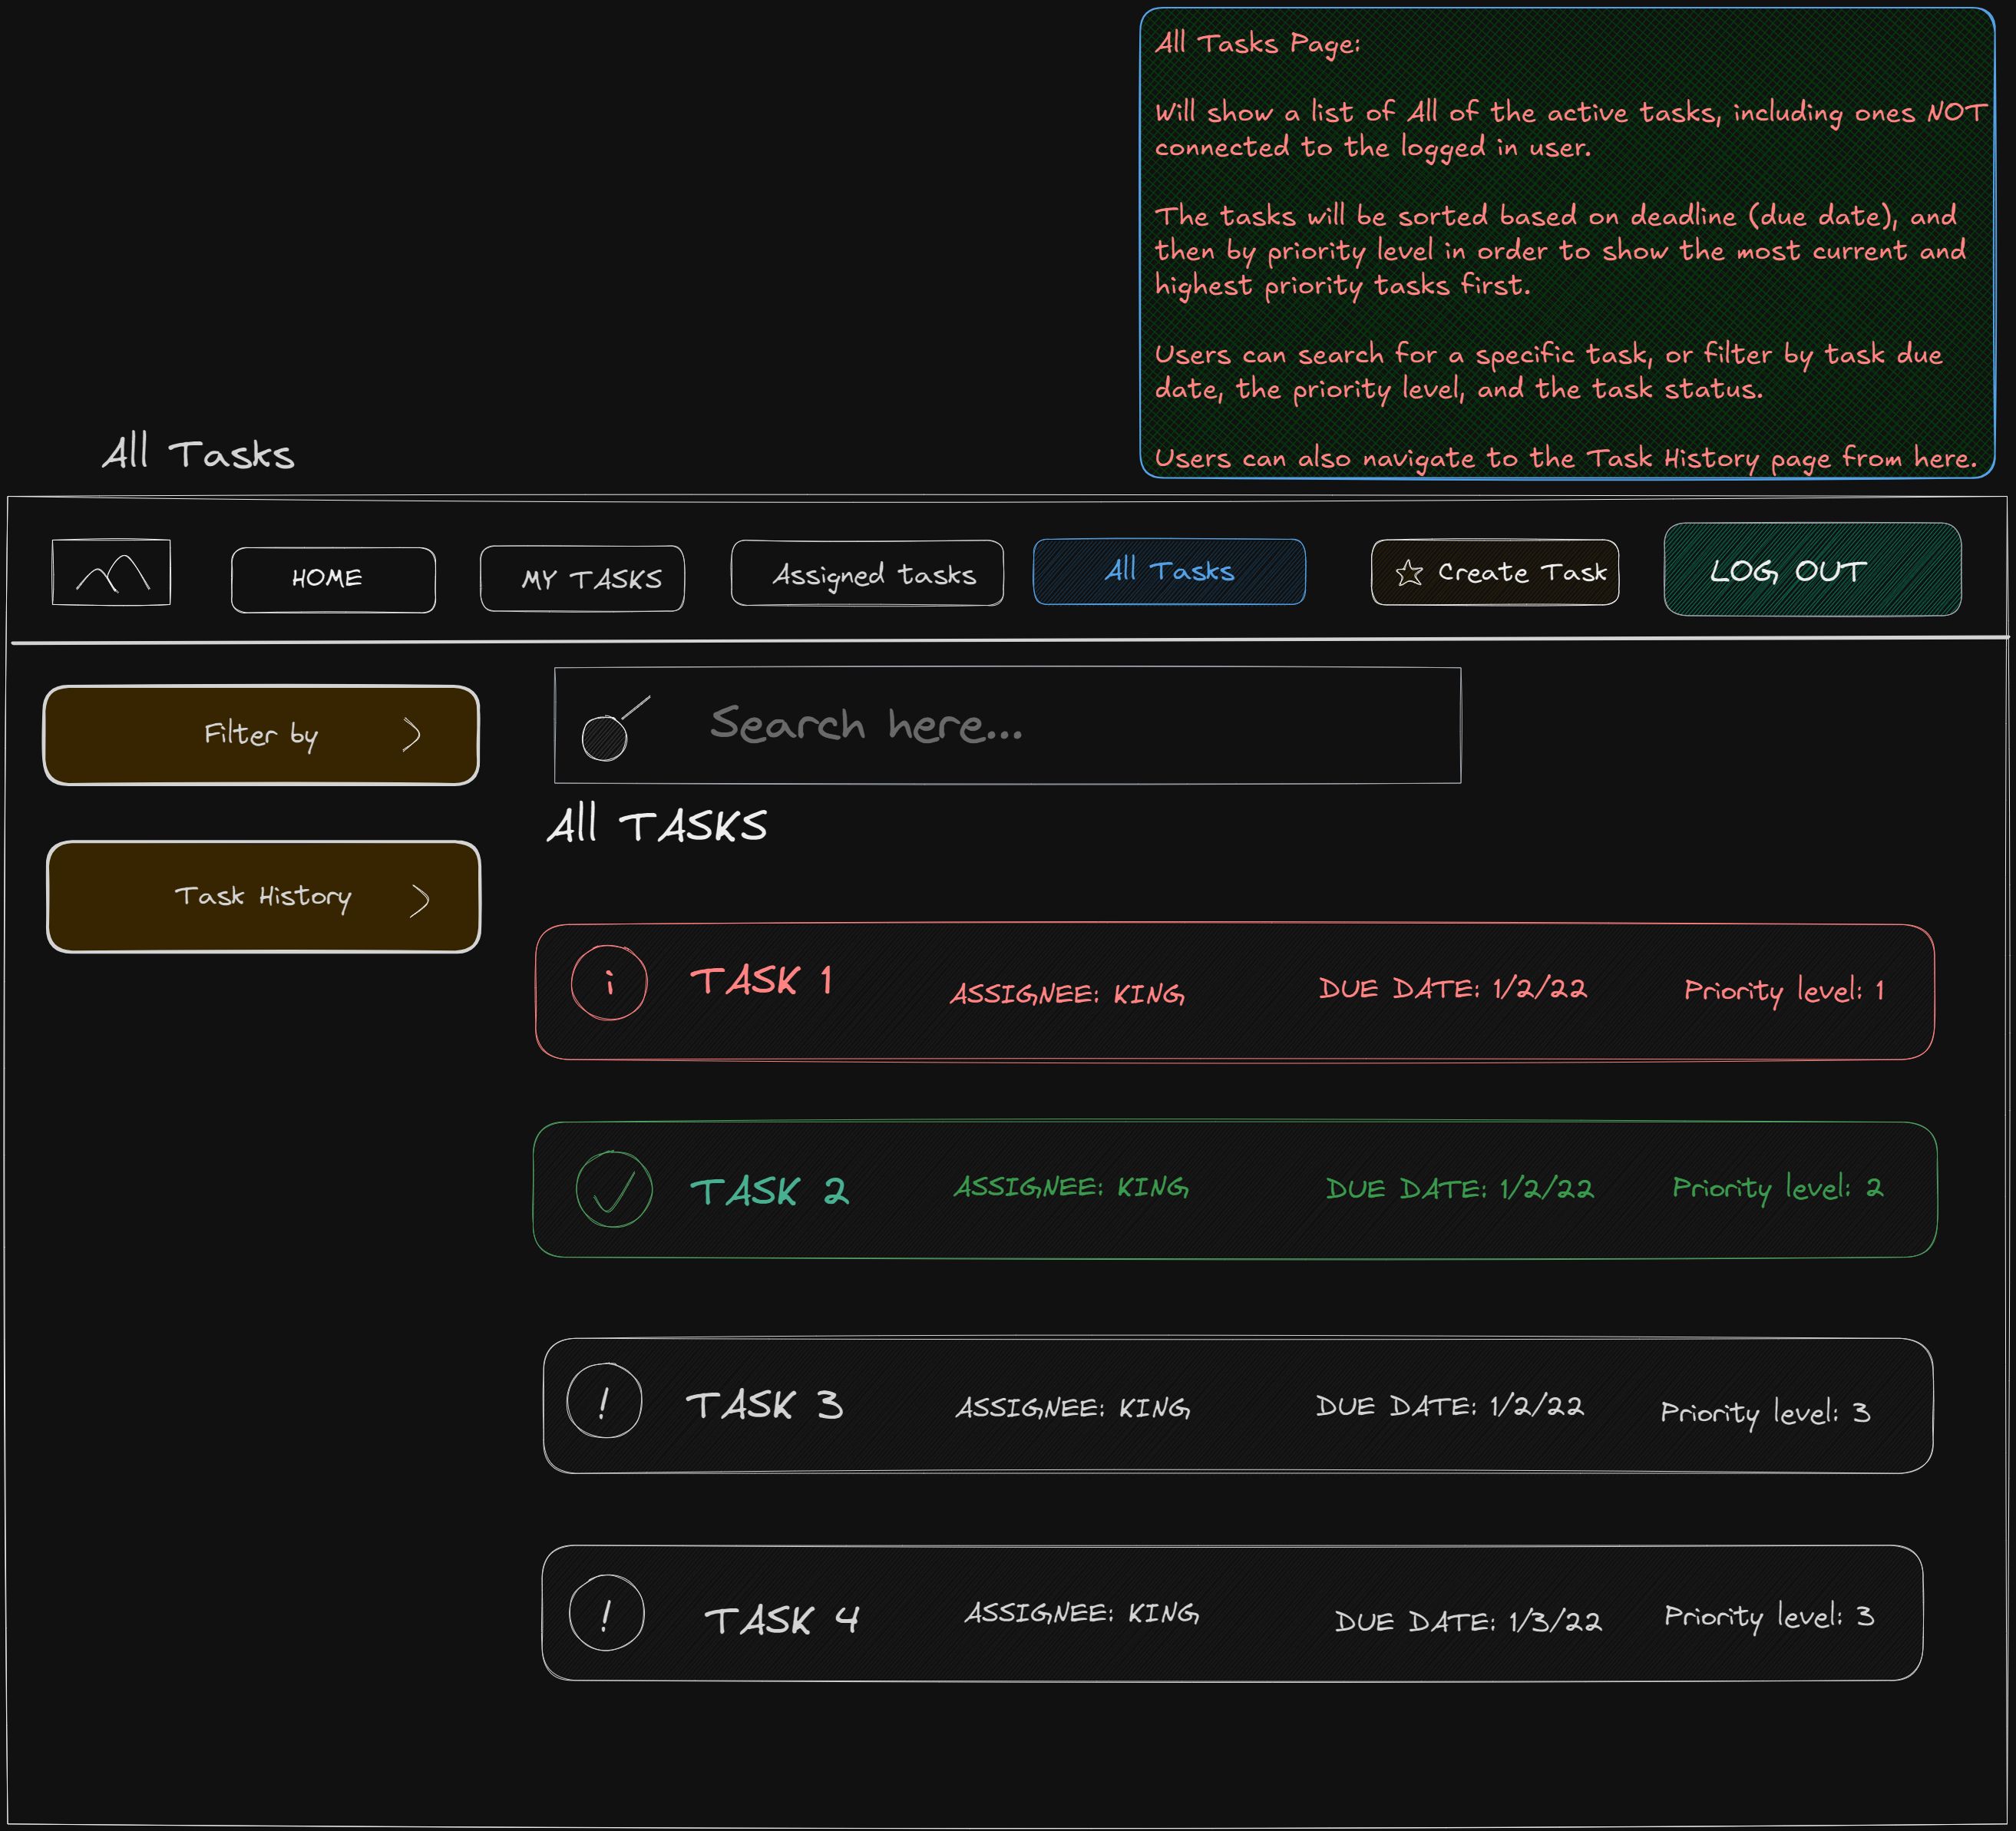 All Tasks Page:
Will show a list of All of the active tasks, including ones NOT
connected to the logged in user.
The tasks will be sorted based on deadline (due date), and
then by priority level in order to show the most current and
highest priority tasks first.
Users can search for a specific task, or filter by task due
date, the priority level, and the task status.
Users can also navigate to the Task History page from here.
All Tasks
HOME
MY TASKS
Assigned tasks
All Tasks
Create Task
LOG OUT
Filter by
Search here...
Task History
All TASKS
i
TASK 1
ASSIGNEE: KING
DUE DATE: 1/2/22
Priority level: 1
TASK 2
ASSIGNEE: KING
DUE DATE: 1/2/22
Priority level: 2
!
TASK 3
ASSIGNEE: KING
DUE DATE: 1/2/22
Priority level: 3
!
TASK 4
ASSIGNEE: KING
DUE DATE: 1/3/22
Priority level: 3